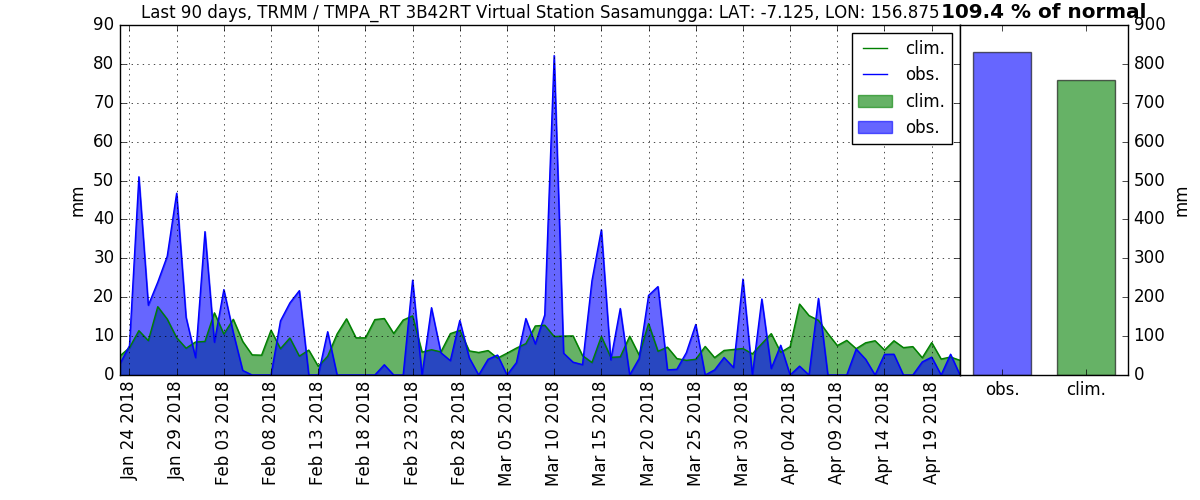 Last 90 days, TRMM / TMPA_RT 3B42RT Virtual Station Sasamungga: LAT: -7.125, LON: 156.875
109.4 % of normal
90
80
70
60
50
40
30
20
10
0
mm
clim.
obs.
clim.
obs.
900
800
700
600
500
400
300
200
100
0
mm
obs.
clim.
Jan 24 2018
Jan 29 2018
Feb 03 2018
Feb 08 2018
Feb 13 2018
Feb 18 2018
Feb 23 2018
Feb 28 2018
Mar 05 2018
Mar 10 2018
Mar 15 2018
Mar 20 2018
Mar 25 2018
Mar 30 2018
Apr 04 2018
Apr 09 2018
Apr 14 2018
Apr 19 2018